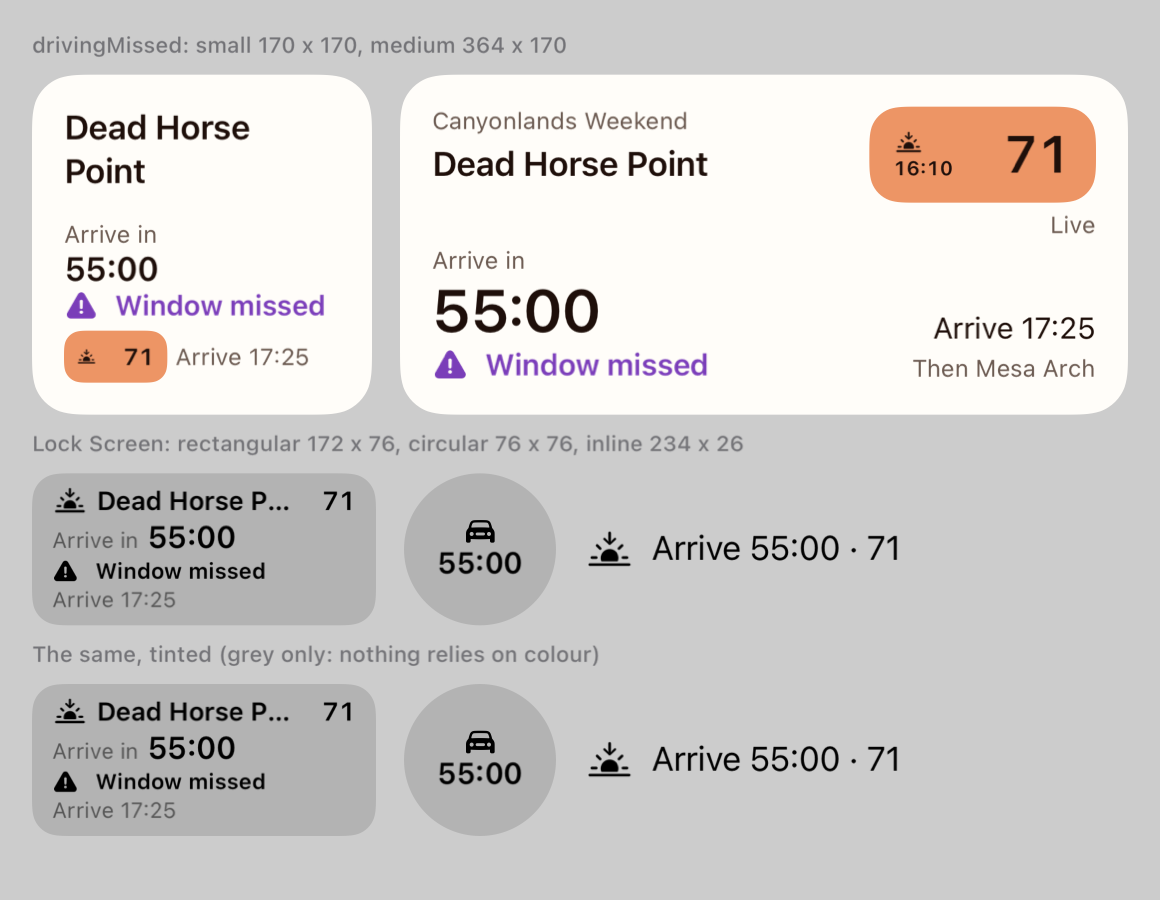 drivingMissed: small 170 x 170, medium 364 x 170
Dead Horse
Point
Arrive in
55:00
Window missed
71 Arrive 17:25
Canyonlands Weekend
Dead Horse Point
16:10
71
Live
Arrive in
55:00
Window missed
Arrive 17:25
Then Mesa Arch
Lock Screen: rectangular 172 x 76, circular 76 x 76, inline 234 x 26
Dead Horse P... 71
Arrive in 55:00
Window missed
Arrive 17:25
55:00
Arrive 55:00 · 71
The same, tinted (grey only: nothing relies on colour)
Dead Horse P... 71
Arrive in 55:00
Window missed
Arrive 17:25
55:00
Arrive 55:00 · 71